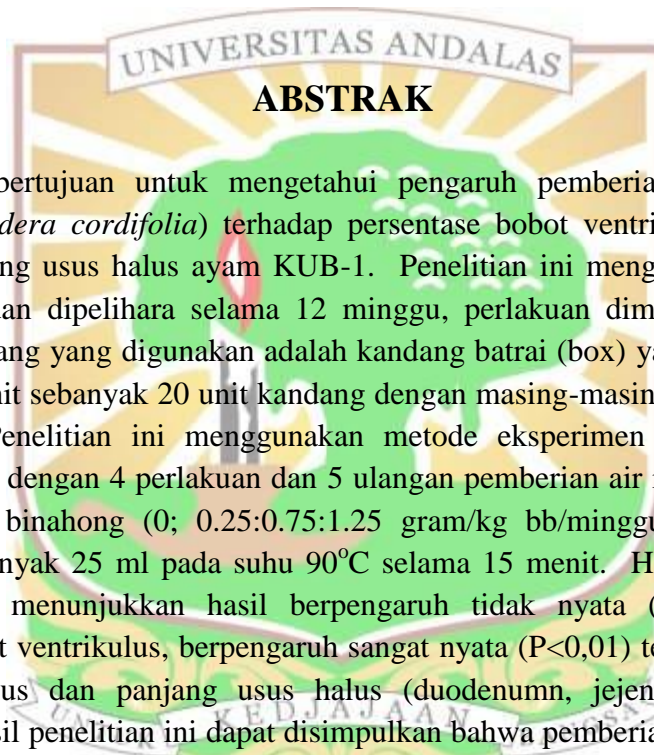 UNIVERSITAS ANDALAS
ABSTRAK
bertujuan untuk mengetahui pengaruh pemberia
dera cordifolia) terhadap persentase bobot ventri
ng usus halus ayam KUB-1. Penelitian ini meng
dan dipelihara selama 12 minggu, perlakuan dim
ang yang digunakan adalah kandang batrai (box) ya
nit sebanyak 20 unit kandang dengan masing-masing
Penelitian ini menggunakan metode eksperimen
dengan 4 perlakuan dan 5 ulangan pemberian air
binahong (0; 0.25:0.75:1.25 gram/kg bb/minggu
nyak 25 ml pada suhu 90°C selama 15 menit. H
menunjukkan hasil berpengaruh tidak nyata (
t ventrikulus, berpengaruh sangat nyata (P<0,01) te
us dan panjang usus halus (duodenumn, jejen
KEDJAJAAN
sil penelitian ini dapat disimpulkan bahwa pemberia